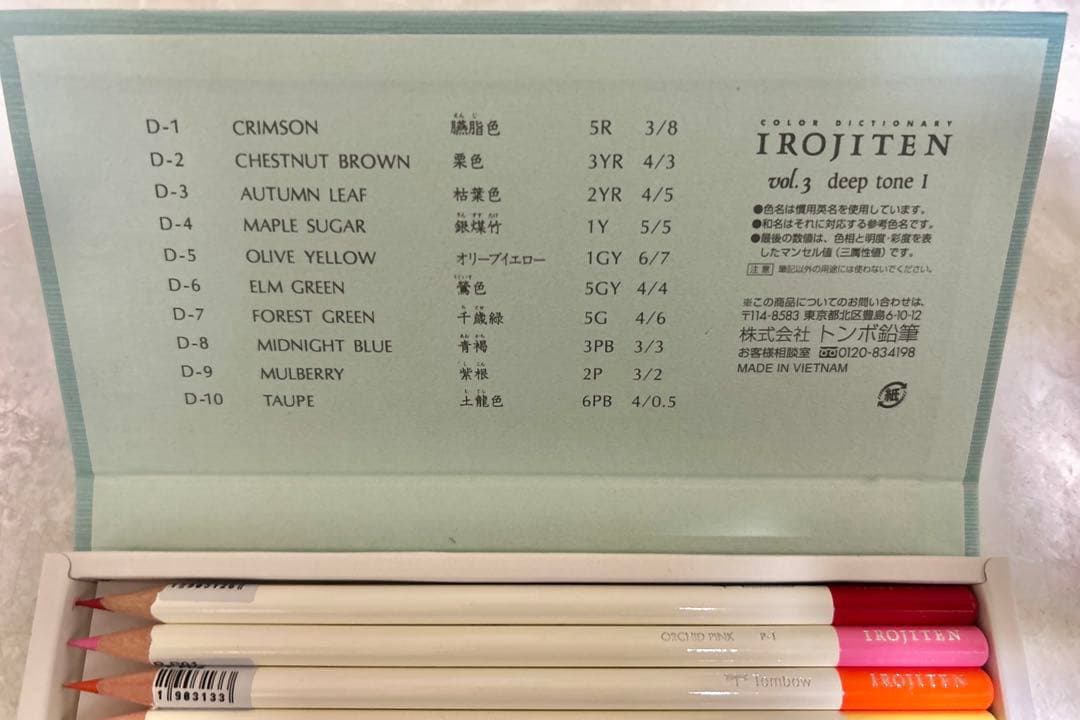 D-1 CRIMSON 臙脂色 5R 3/8
D-2 CHESTNUT BROWN 栗色 3YR 4/3
D-3 AUTUMN LEAF 枯葉色 2YR 4/5
D-4 MAPLE SUGAR 銀煤竹 1Y 5/5
D-5 OLIVE YELLOW オリーブイエロー 1GY 6/7
D-6 ELM GREEN 鶯色 5GY 4/4
D-7 FOREST GREEN 千歳緑 5G 4/6
D-8 MIDNIGHT BLUE 青褐 3PB 3/3
D-9 MULBERRY 紫根 2P 3/2
D-10 TAUPE 土龍色 6PB 4/0.5
COLOR DICTIONARY
IROJITEN
vol.3 deep tone I
●色名は慣用英名を使用しています。
●和名はそれに対応する参考色名です。
●最後の数値は、色相と明度・彩度を表
したマンセル値(三属性値)です。
注意 筆記以外の用途には使わないでください。
※この商品についてのお問い合わせは、
〒114-8583 東京都北区豊島6-10-12
株式会社 トンボ鉛筆
お客様相談室 0120-834198
MADE IN VIETNAM
紙
ORCHID PINK P-1 IROJITEN
Tombow IROJITEN
1983133